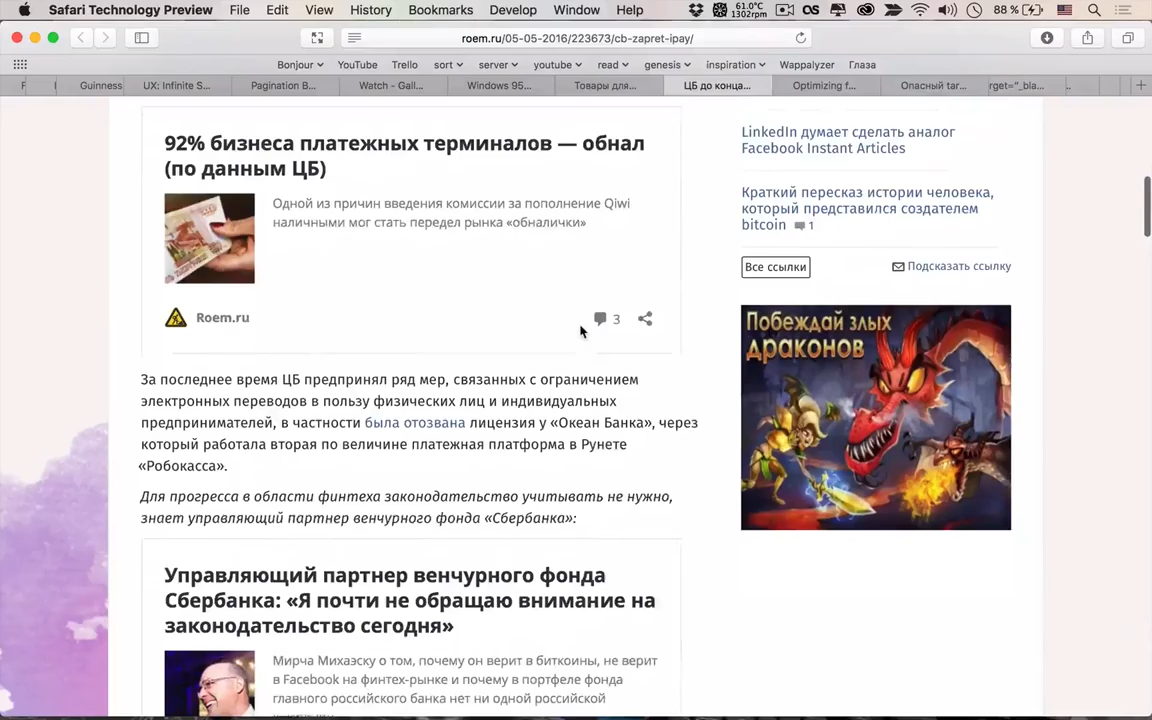 Safari Technology Preview File Edit View History Bookmarks Develop Window Help
61.0°C
1302rpm
88 %
roem.ru/05-05-2016/223673/cb-zapret-ipay/
Bonjour YouTube Trello sort server youtube read genesis inspiration Wappalyzer Глаза
Guinness UX: Infinite S... Pagination B... Watch - Gall... Windows 95,... Товары для... ЦБ до конца... Optimizing f... Опасный tar... rget="_bla...
92% бизнеса платежных терминалов — обнал
(по данным ЦБ)
Одной из причин введения комиссии за пополнение Qiwi
наличными мог стать передел рынка «обналички»
Roem.ru
3
За последнее время ЦБ предпринял ряд мер, связанных с ограничением
электронных переводов в пользу физических лиц и индивидуальных
предпринимателей, в частности была отозвана лицензия у «Океан Банка», через
который работала вторая по величине платежная платформа в Рунете
«Робокасса».
Для прогресса в области финтеха законодательство учитывать не нужно,
знает управляющий партнер венчурного фонда «Сбербанка»:
Управляющий партнер венчурного фонда
Сбербанка: «Я почти не обращаю внимание на
законодательство сегодня»
Мирча Михаэску о том, почему он верит в биткоины, не верит
в Facebook на финтех-рынке и почему в портфеле фонда
главного российского банка нет ни одной российской
LinkedIn думает сделать аналог
Facebook Instant Articles
Краткий пересказ истории человека,
который представился создателем
bitcoin 1
Все ссылки
Подсказать ссылку
Побеждай злых
драконов